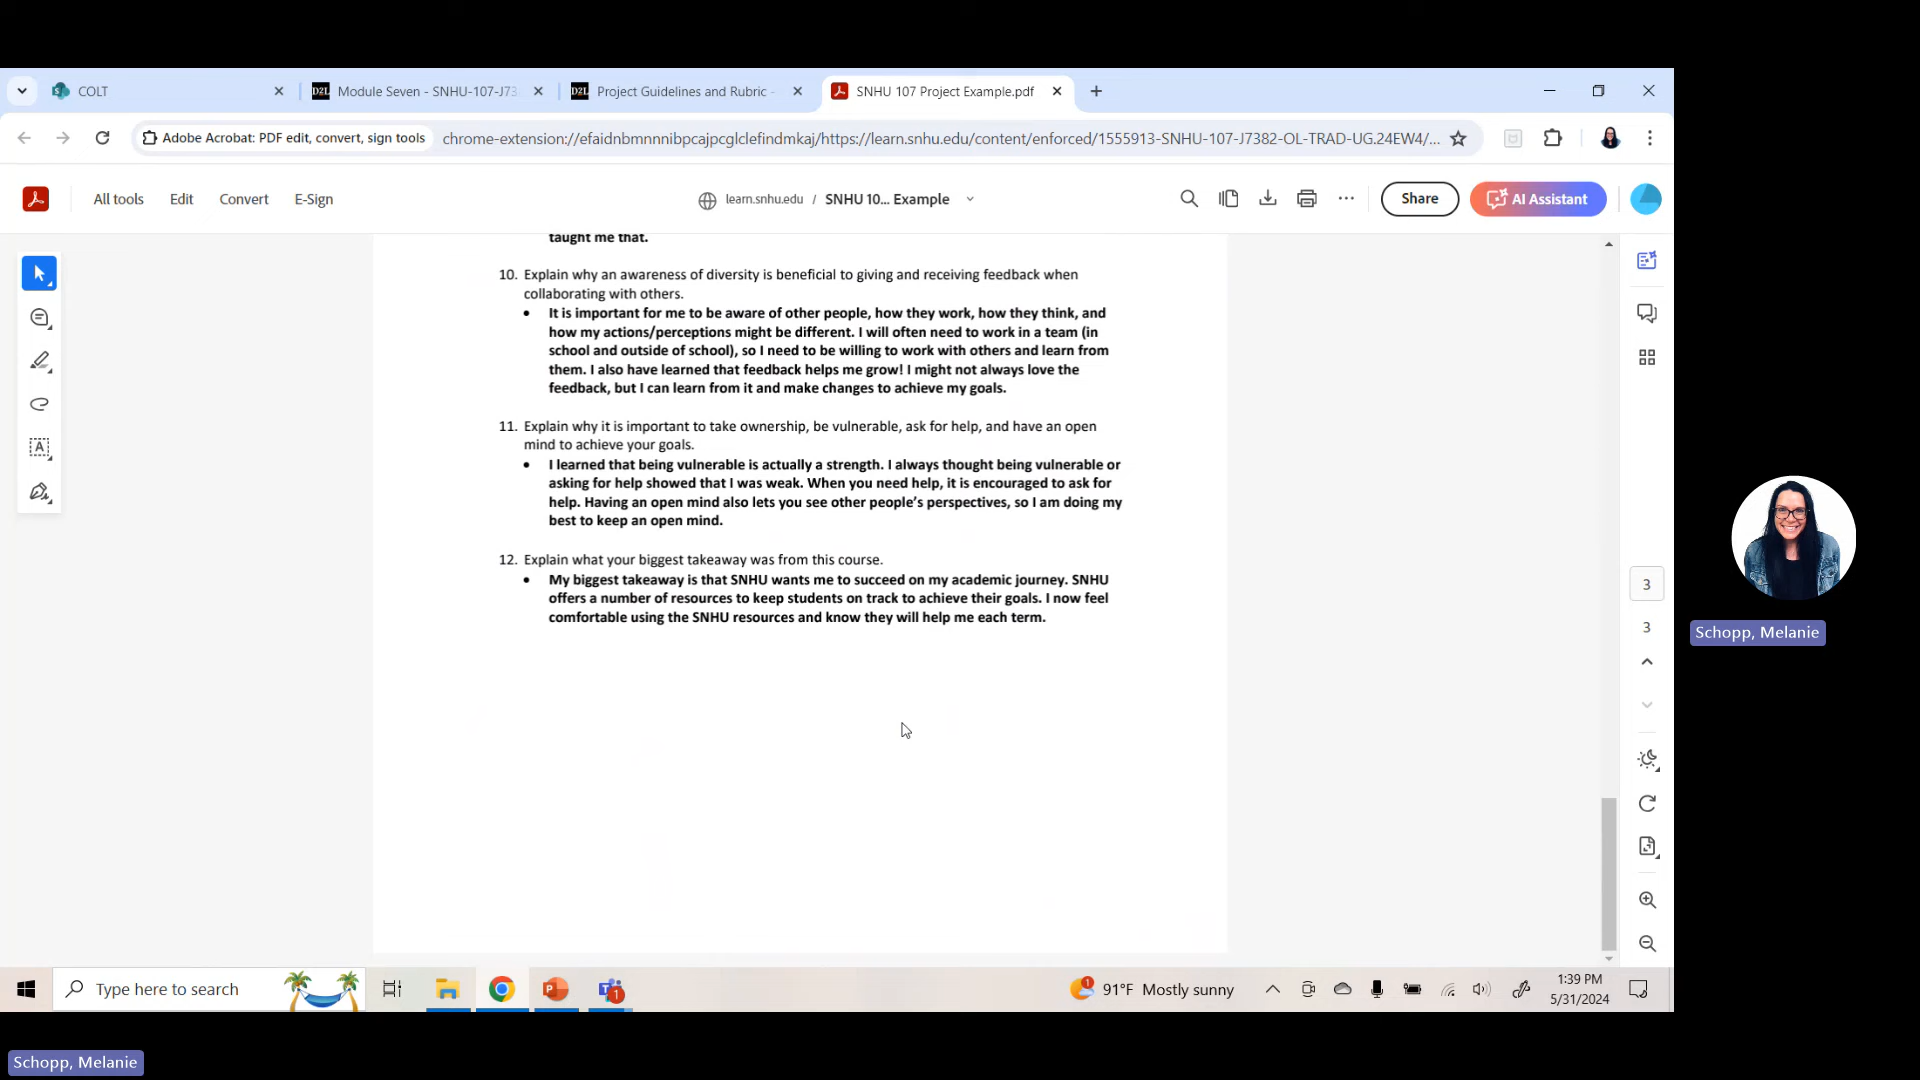 COLT
Module Seven - SNHU-107-J73
Project Guidelines and Rubric -
SNHU 107 Project Example.pdf
Adobe Acrobat: PDF edit, convert, sign tools
chrome-extension://efaidnbmnnnibpcajpcglclefindmkaj/https://learn.snhu.edu/content/enforced/1555913-SNHU-107-J7382-OL-TRAD-UG.24EW4/...
All tools
Edit
Convert
E-Sign
learn.snhu.edu / SNHU 10... Example
Share
AI Assistant
taught me that.
10. Explain why an awareness of diversity is beneficial to giving and receiving feedback when
collaborating with others.
• It is important for me to be aware of other people, how they work, how they think, and
how my actions/perceptions might be different. I will often need to work in a team (in
school and outside of school), so I need to be willing to work with others and learn from
them. I also have learned that feedback helps me grow! I might not always love the
feedback, but I can learn from it and make changes to achieve my goals.
11. Explain why it is important to take ownership, be vulnerable, ask for help, and have an open
mind to achieve your goals.
• I learned that being vulnerable is actually a strength. I always thought being vulnerable or
asking for help showed that I was weak. When you need help, it is encouraged to ask for
help. Having an open mind also lets you see other people’s perspectives, so I am doing my
best to keep an open mind.
12. Explain what your biggest takeaway was from this course.
• My biggest takeaway is that SNHU wants me to succeed on my academic journey. SNHU
offers a number of resources to keep students on track to achieve their goals. I now feel
comfortable using the SNHU resources and know they will help me each term.
3
3
Schopp, Melanie
Type here to search
91°F Mostly sunny
1:39 PM
5/31/2024
Schopp, Melanie